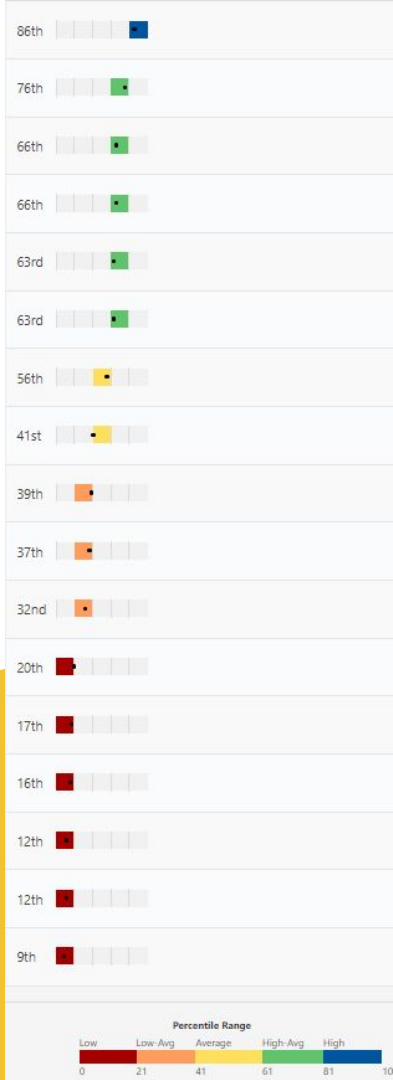 86th
76th
66th
66th
63rd
63rd
56th
41st
39th
37th
32nd
20th
17th
16th
12th
12th
9th
Percentile Range
Low Low-Avg Average High-Avg High
0 21 41 61 81 10